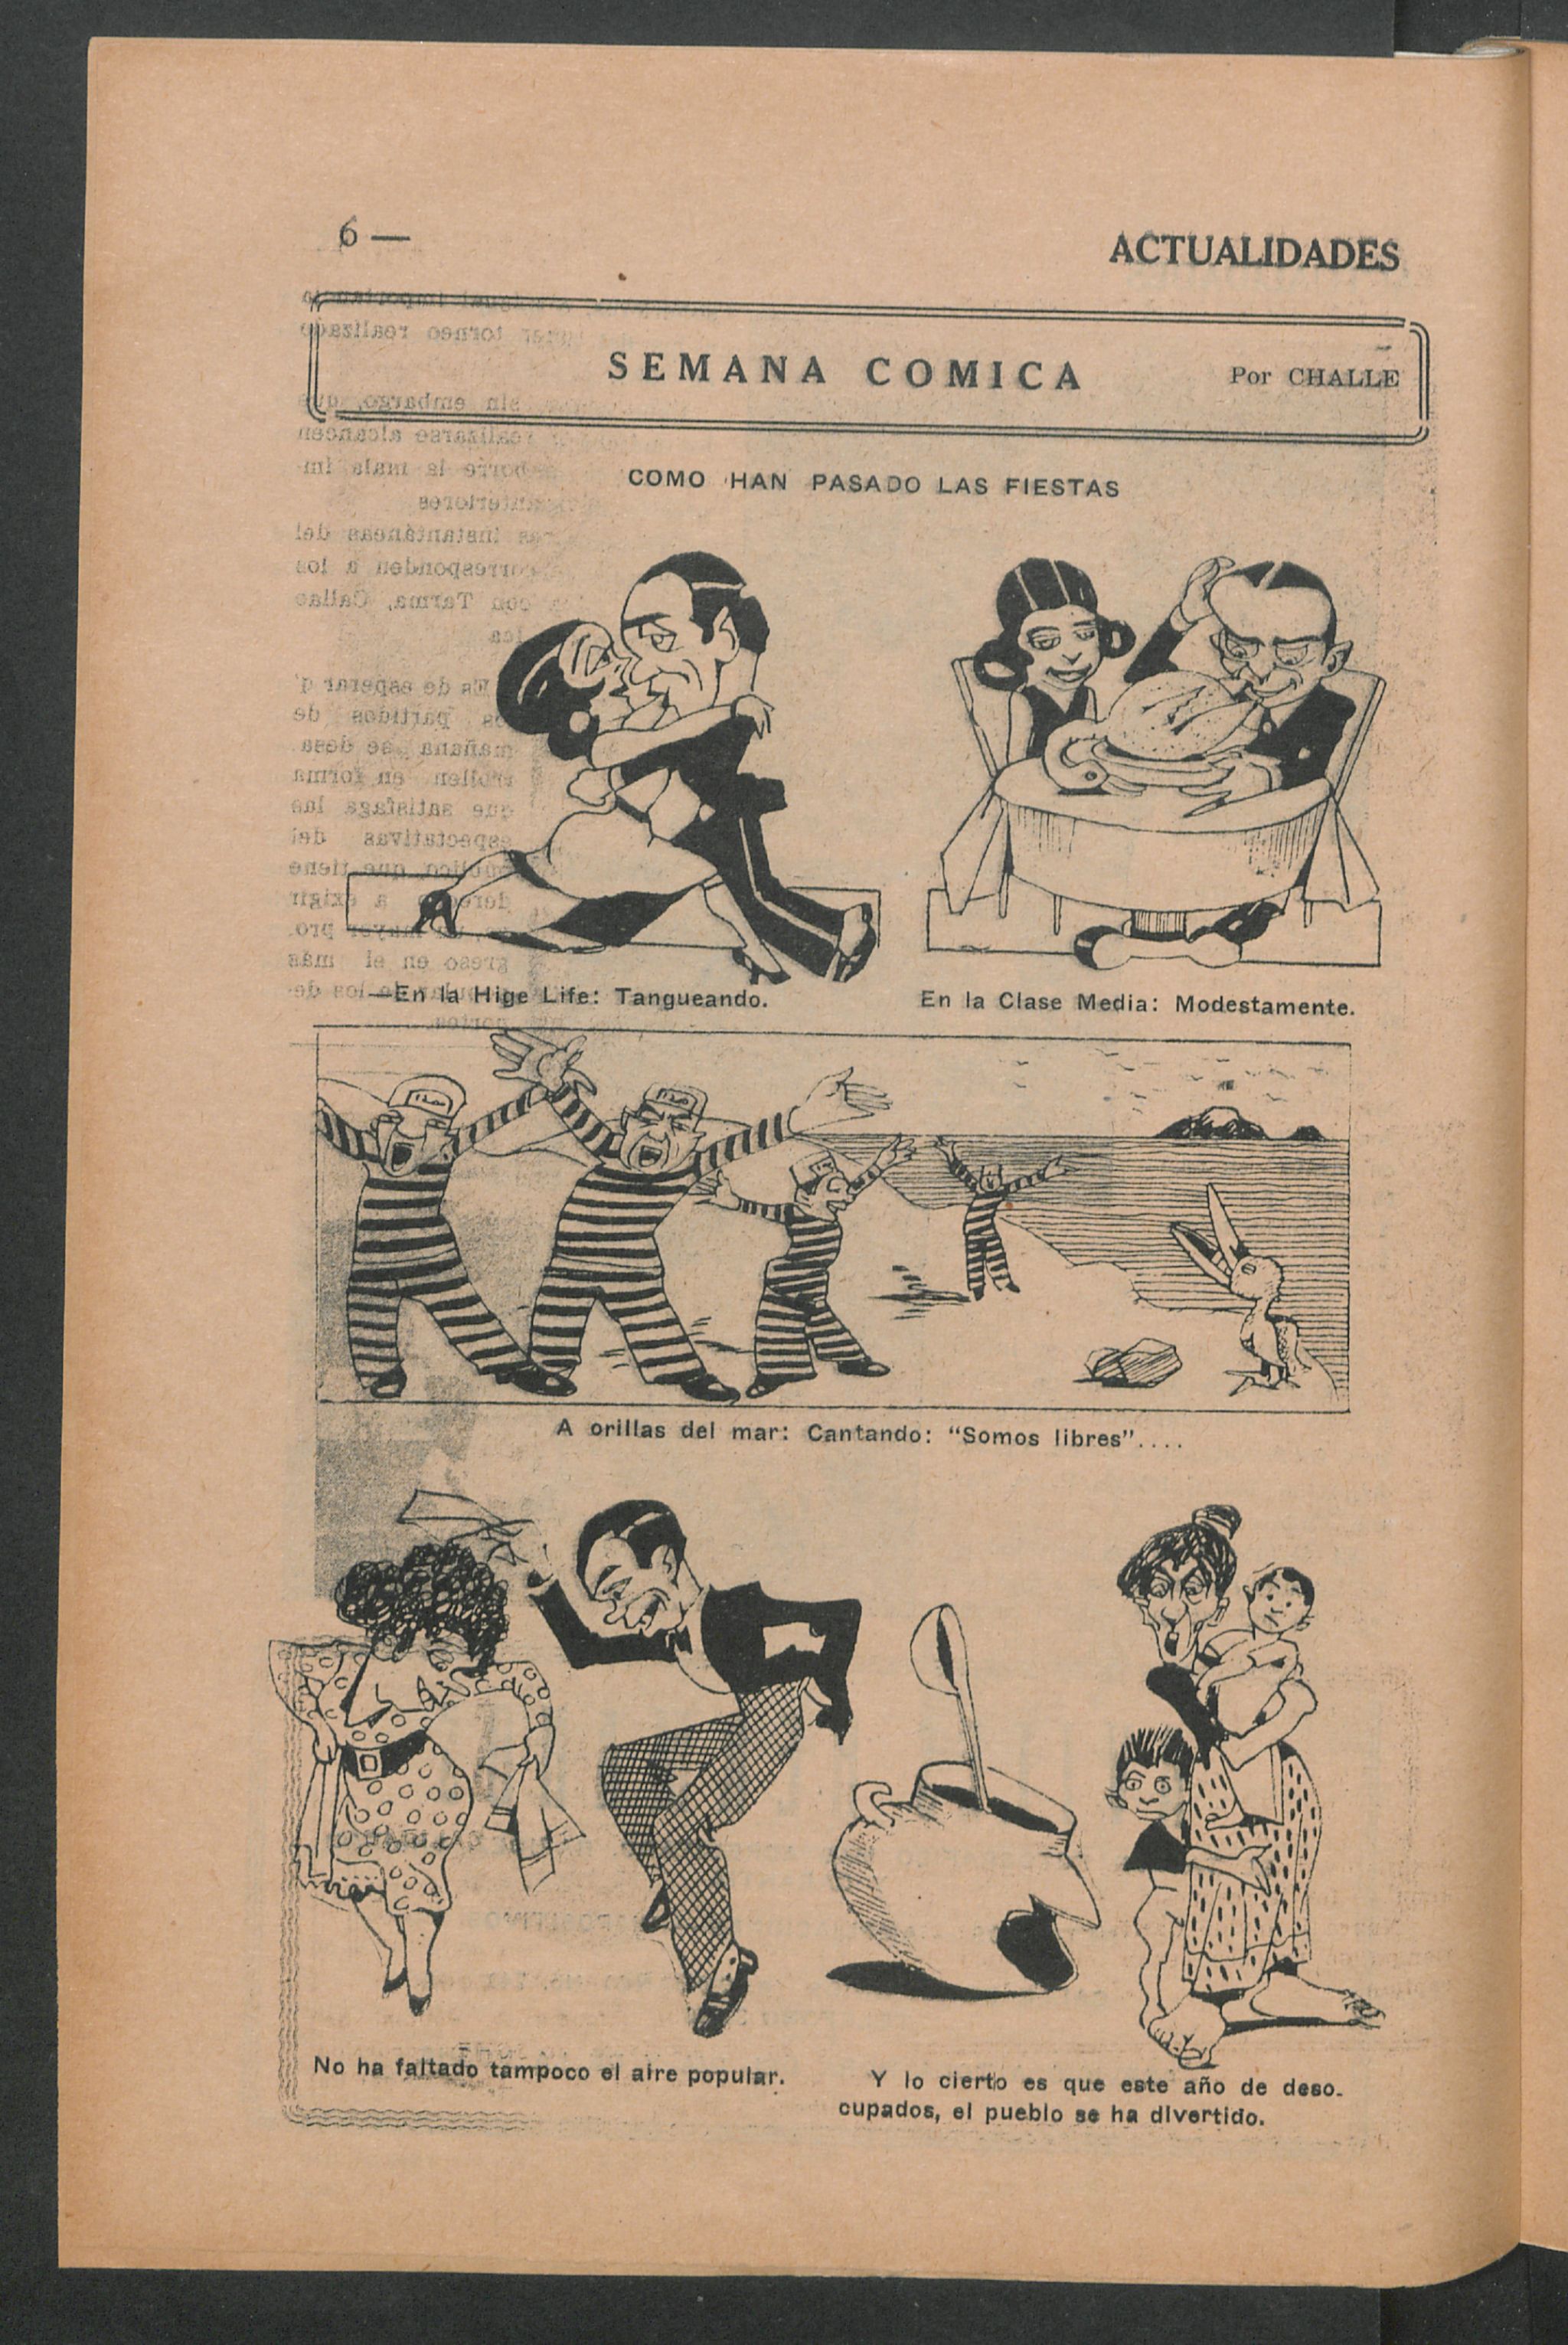 6 —
ACTUALIDADES
SEMANA COMICA
Por CHALLE
COMO HAN PASADO LAS FIESTAS
—En la Hige Life: Tangueando.
En la Clase Media: Modestamente.
A orillas del mar: Cantando: “Somos libres”....
No ha faltado tampoco el aire popular.
Y lo cierto es que este año de deso-
cupados, el pueblo se ha divertido.